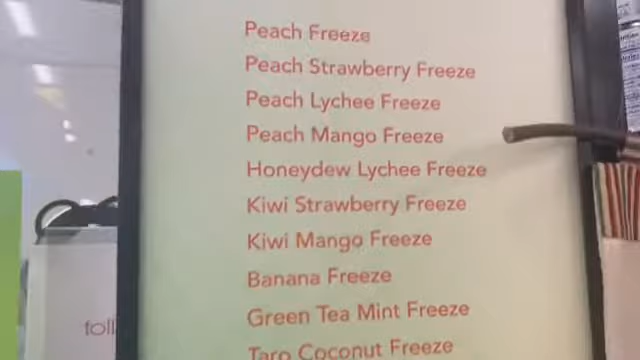 Peach Freeze
Peach Strawberry Freeze
Peach Lychee Freeze
Peach Mango Freeze
Honeydew Lychee Freeze
Kiwi Strawberry Freeze
Kiwi Mango Freeze
Banana Freeze
Green Tea Mint Freeze
Taro Coconut Freeze
foll